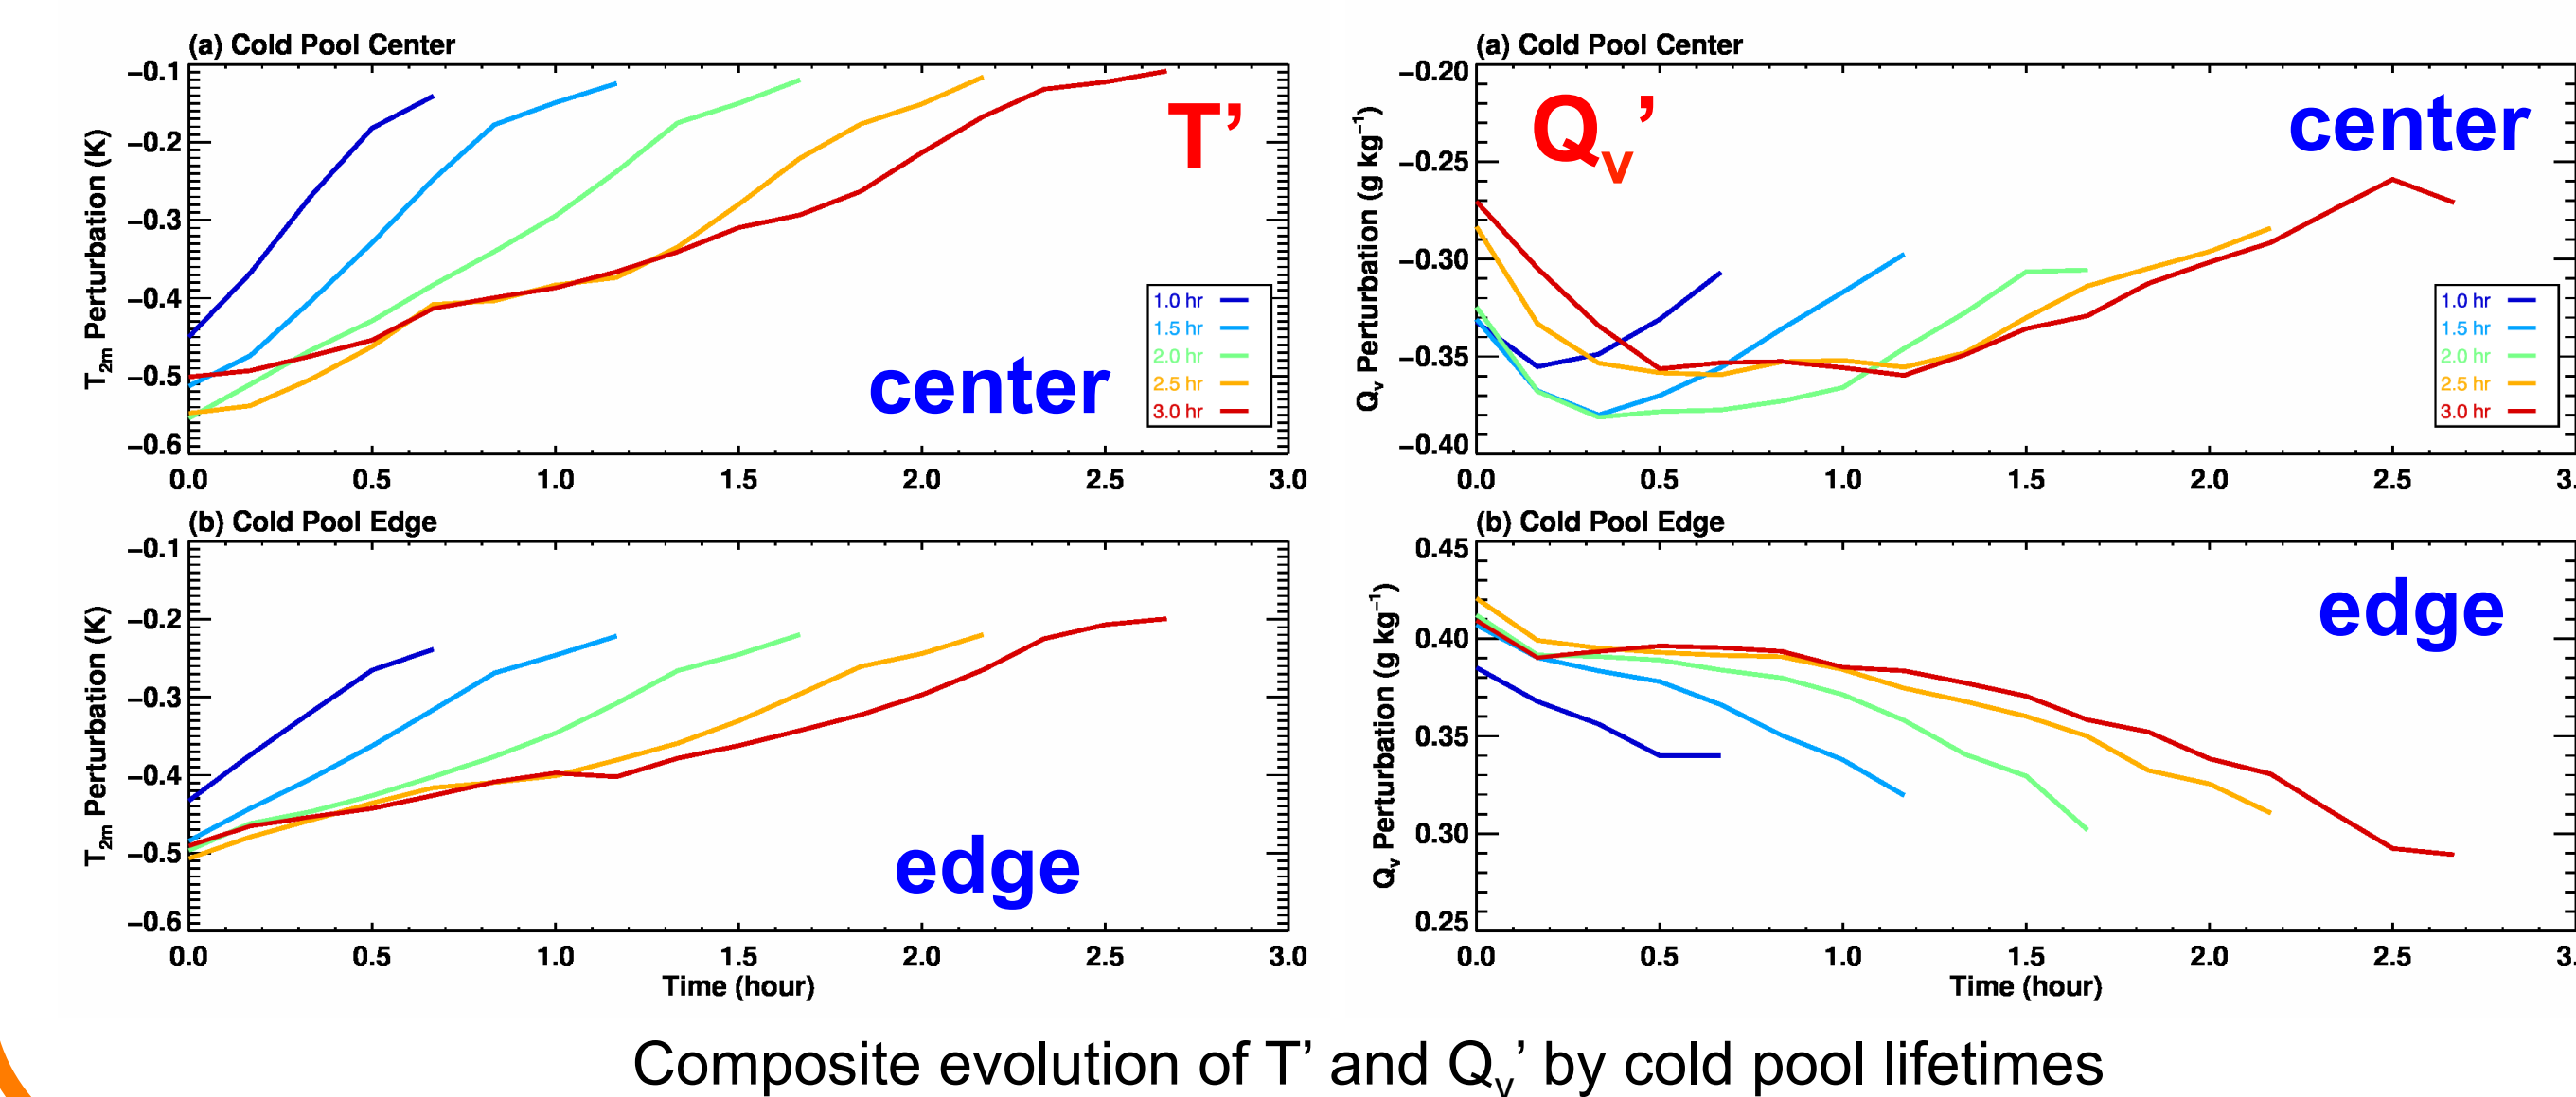 (a) Cold Pool Center
T'
center
T2m Perturbation (K)
−0.1
−0.2
−0.3
−0.4
−0.5
−0.6
1.0 hr
1.5 hr
2.0 hr
2.5 hr
3.0 hr
0.0 0.5 1.0 1.5 2.0 2.5 3.0
(b) Cold Pool Edge
edge
T2m Perturbation (K)
−0.1
−0.2
−0.3
−0.4
−0.5
−0.6
0.0 0.5 1.0 1.5 2.0 2.5 3.0
Time (hour)
(a) Cold Pool Center
Qv'
center
Qv Perturbation (g kg−1)
−0.20
−0.25
−0.30
−0.35
−0.40
1.0 hr
1.5 hr
2.0 hr
2.5 hr
3.0 hr
0.0 0.5 1.0 1.5 2.0 2.5 3.
(b) Cold Pool Edge
edge
Qv Perturbation (g kg−1)
0.45
0.40
0.35
0.30
0.25
0.0 0.5 1.0 1.5 2.0 2.5 3.
Time (hour)
Composite evolution of T' and Qv' by cold pool lifetimes